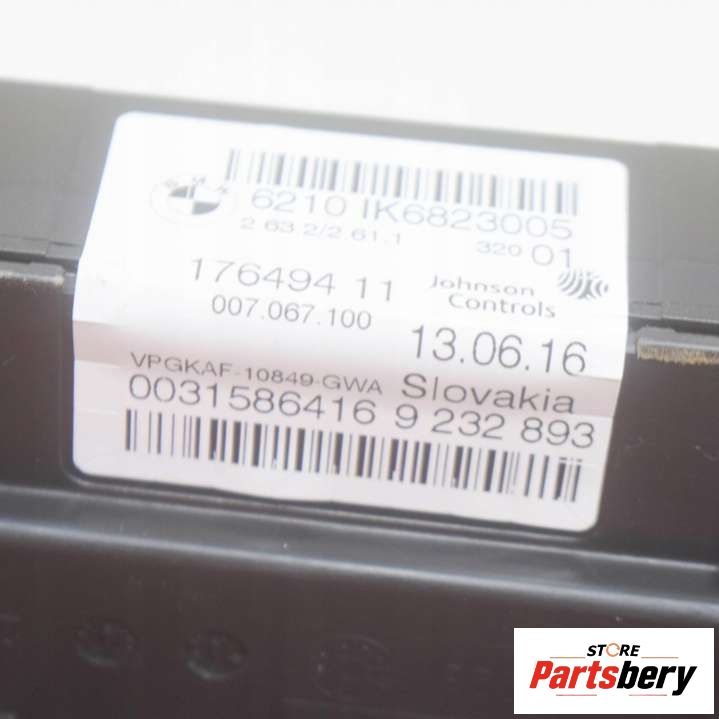 BMW
6210 IK6823005
2 63 2/2.61.1 320 01
176494 11 Johnson Controls
007.067.100 13.06.16
VPGKAF-10849-GWA Slovakia
0031586416 9 232 893
STORE
Partsbery